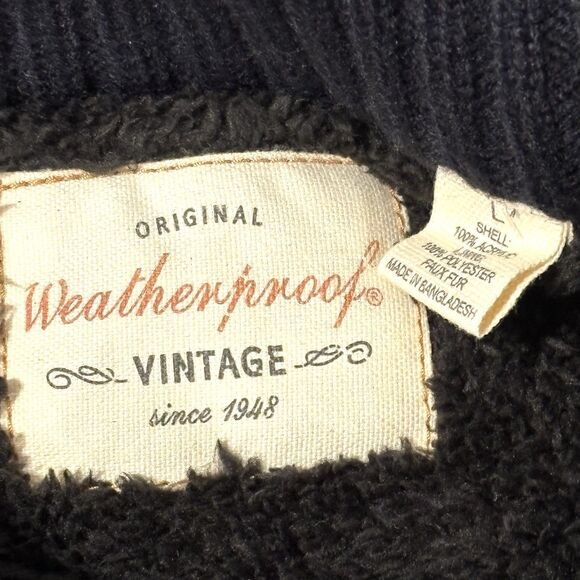 ORIGINAL
Weatherproof®
VINTAGE
since 1948
L
SHELL:
100% ACRYLIC
LINING
100% POLYESTER
FAUX FUR
MADE IN BANGLADESH